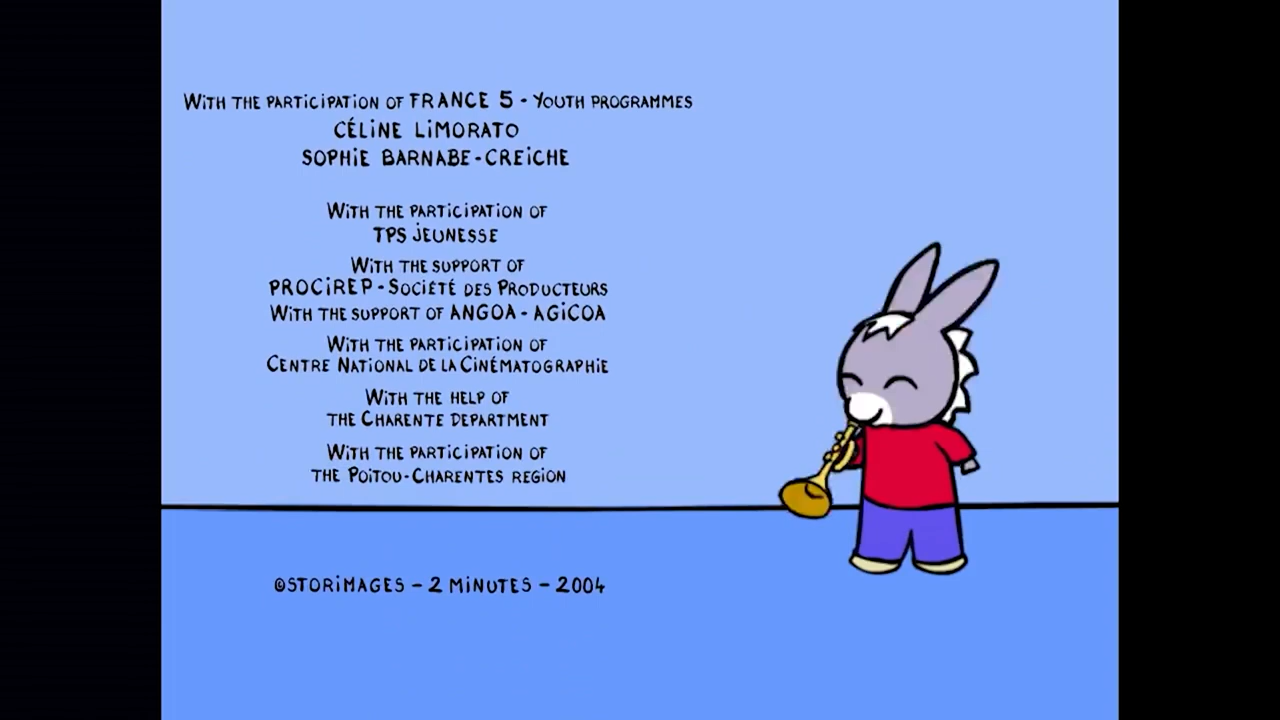 WITH THE PARTICIPATION OF FRANCE 5 - YOUTH PROGRAMMES
CÉLINE LIMORATO
SOPHIE BARNABE-CREICHE
WITH THE PARTICIPATION OF
TPS JEUNESSE
WITH THE SUPPORT OF
PROCIREP - SOCIÉTÉ DES PRODUCTEURS
WITH THE SUPPORT OF ANGOA - AGICOA
WITH THE PARTICIPATION OF
CENTRE NATIONAL DE LA CINÉMATOGRAPHIE
WITH THE HELP OF
THE CHARENTE DEPARTMENT
WITH THE PARTICIPATION OF
THE POITOU-CHARENTES REGION
©STORIMAGES – 2 MINUTES – 2004